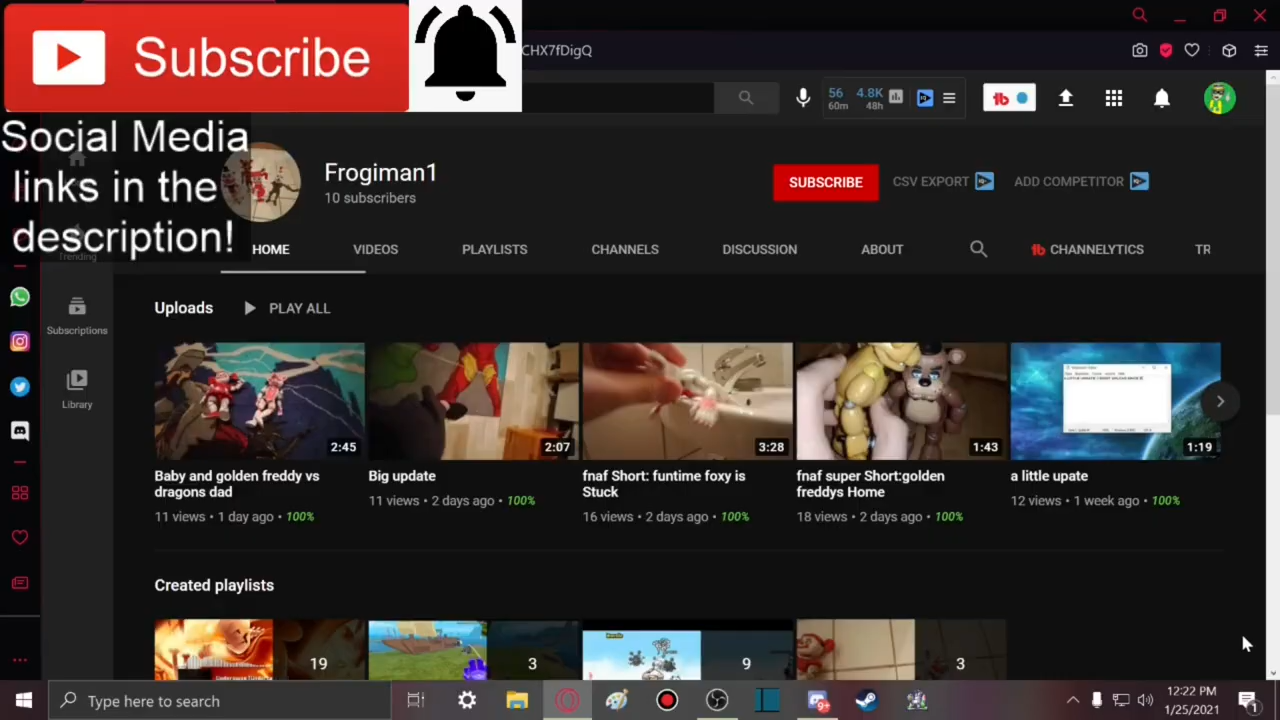 Subscribe
CHX7fDigQ
Social Media
links in the
description!
56
60m
4.8K
48h
tb
Frogiman1
10 subscribers
SUBSCRIBE
CSV EXPORT
ADD COMPETITOR
HOME
VIDEOS
PLAYLISTS
CHANNELS
DISCUSSION
ABOUT
tb CHANNELYTICS
TR
Trending
Subscriptions
Library
Uploads
PLAY ALL
2:45
2:07
3:28
1:43
1:19
Baby and golden freddy vs
dragons dad
11 views • 1 day ago • 100%
Big update
11 views • 2 days ago • 100%
fnaf Short: funtime foxy is
Stuck
16 views • 2 days ago • 100%
fnaf super Short:golden
freddys Home
18 views • 2 days ago • 100%
a little upate
12 views • 1 week ago • 100%
Created playlists
19
3
9
3
Type here to search
9+
12:22 PM
1/25/2021
1